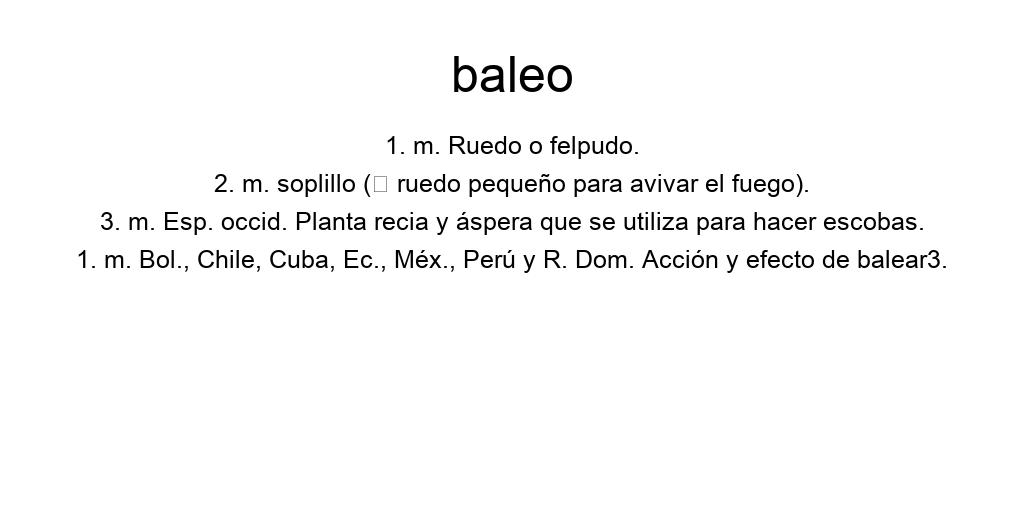 baleo
1. m. Ruedo o felpudo.
2. m. soplillo (□ ruedo pequeño para avivar el fuego).
3. m. Esp. occid. Planta recia y áspera que se utiliza para hacer escobas.
1. m. Bol., Chile, Cuba, Ec., Méx., Perú y R. Dom. Acción y efecto de balear3.